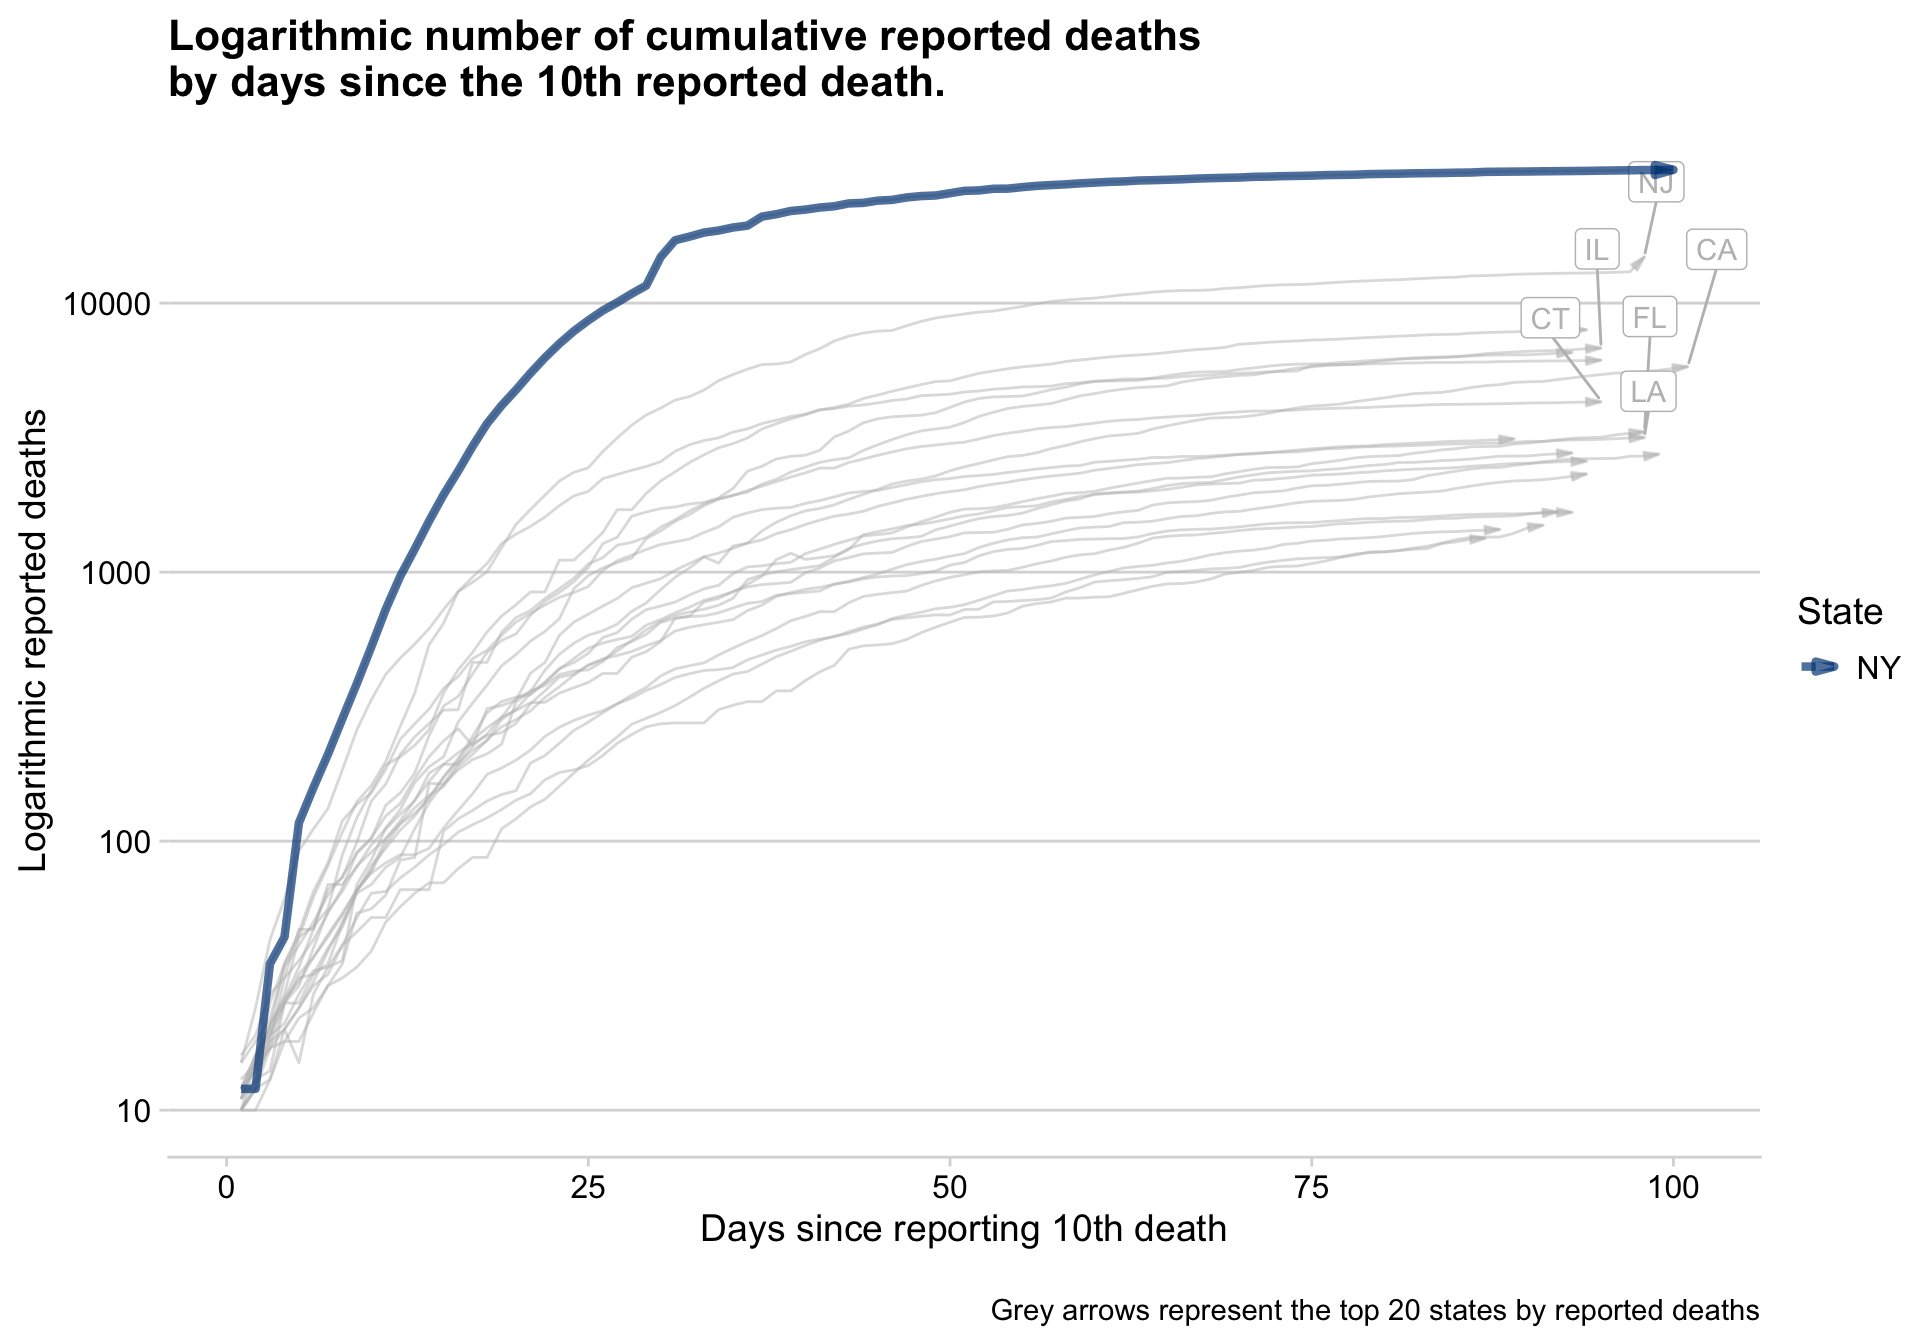 Logarithmic number of cumulative reported deaths
by days since the 10th reported death.
NJ
IL
CA
CT
FL
LA
10000
1000
100
10
Logarithmic reported deaths
State
NY
0
25
50
75
100
Days since reporting 10th death
Grey arrows represent the top 20 states by reported deaths